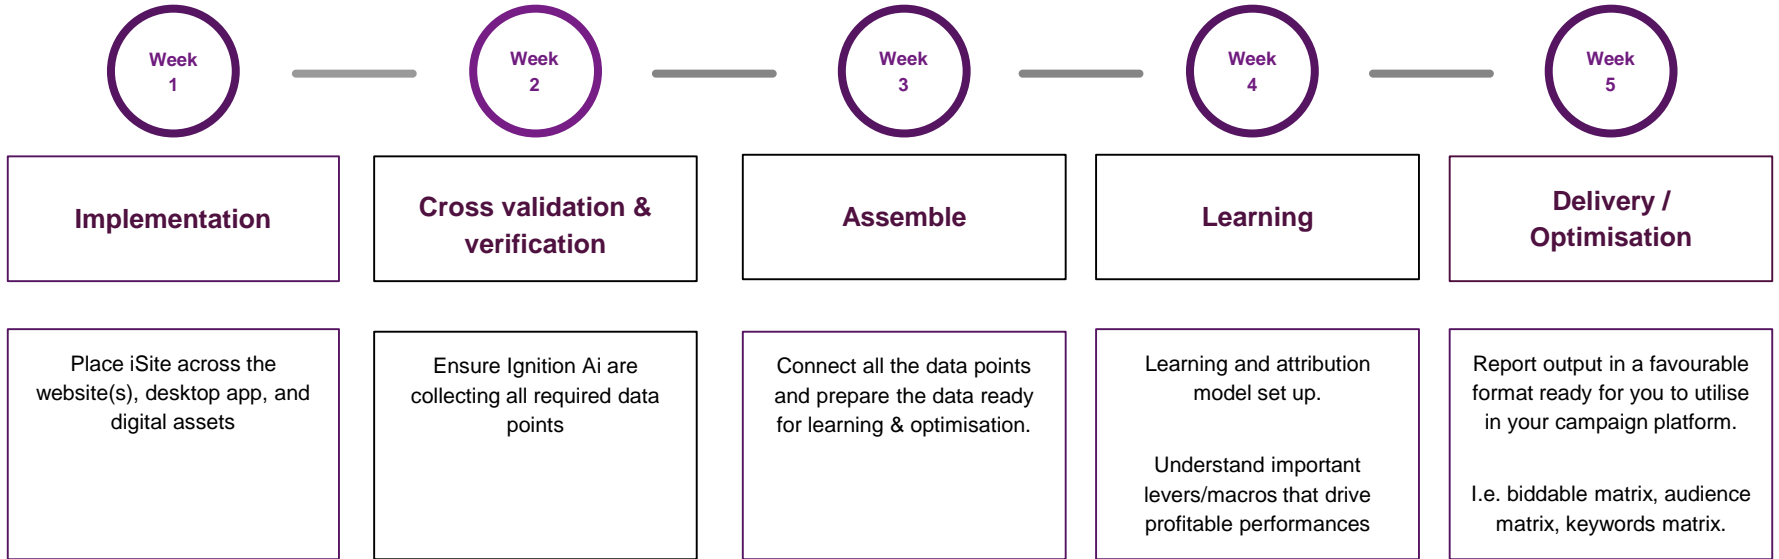 Week
1
Week
2
Week
3
Week
4
Week
5
Implementation
Cross validation &
verification
Assemble
Learning
Delivery /
Optimisation
Place iSite across the
website(s), desktop app, and
digital assets
Ensure Ignition Ai are
collecting all required data
points
Connect all the data points
and prepare the data ready
for learning & optimisation.
Learning and attribution
model set up.
Understand important
levers/macros that drive
profitable performances
Report output in a favourable
format ready for you to utilise
in your campaign platform.
I.e. biddable matrix, audience
matrix, keywords matrix.